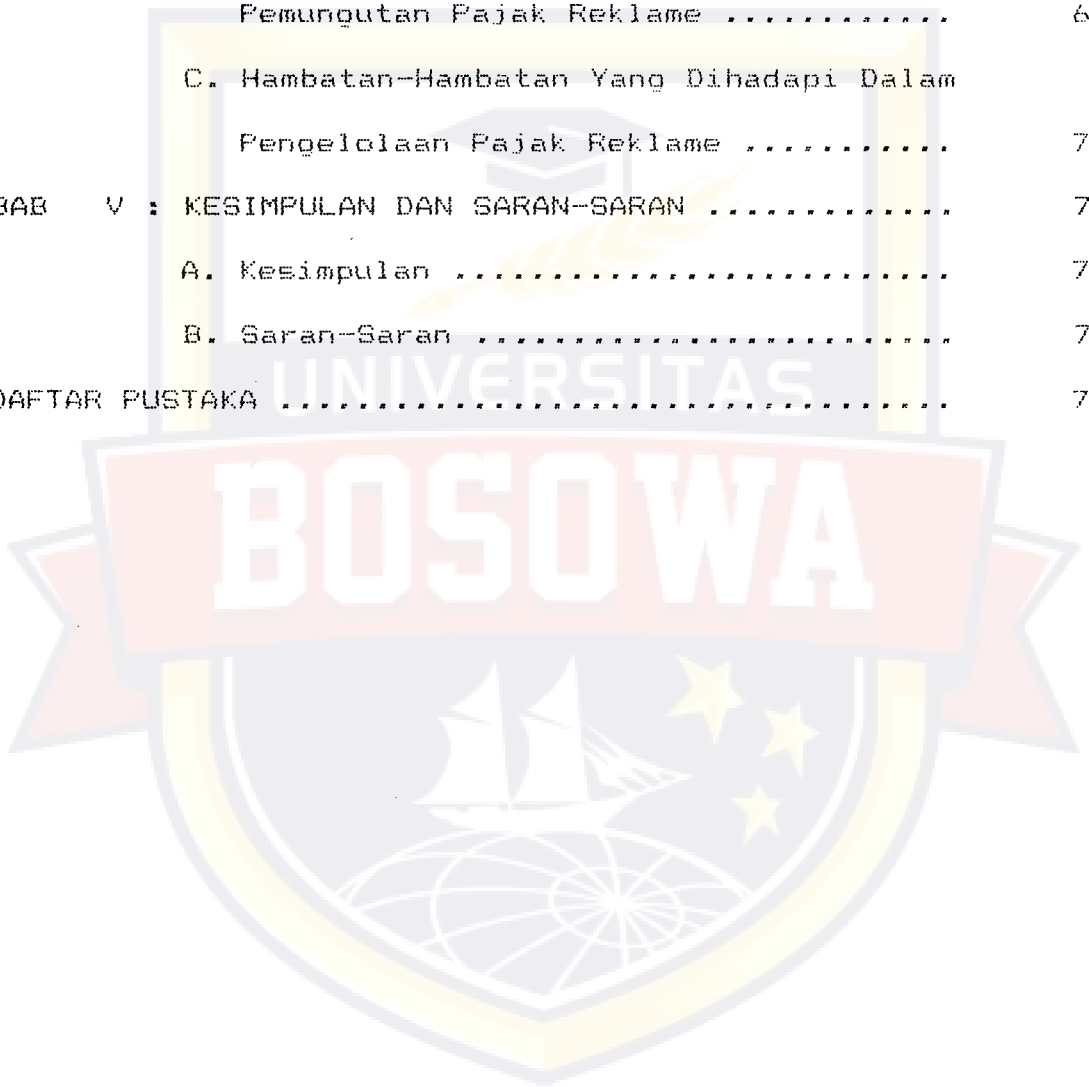 Pemungutan Pajak Reklame ............ 6
C. Hambatan-Hambatan Yang Dihadapi Dalam
Pengelolaan Pajak Reklame ........... 7
BAB V : KESIMPULAN DAN SARAN-SARAN ............. 7
A. Kesimpulan .......................... 7
B. Saran-Saran ......................... 7
DAFTAR PUSTAKA ................................... 7
UNIVERSITAS
BOSOWA